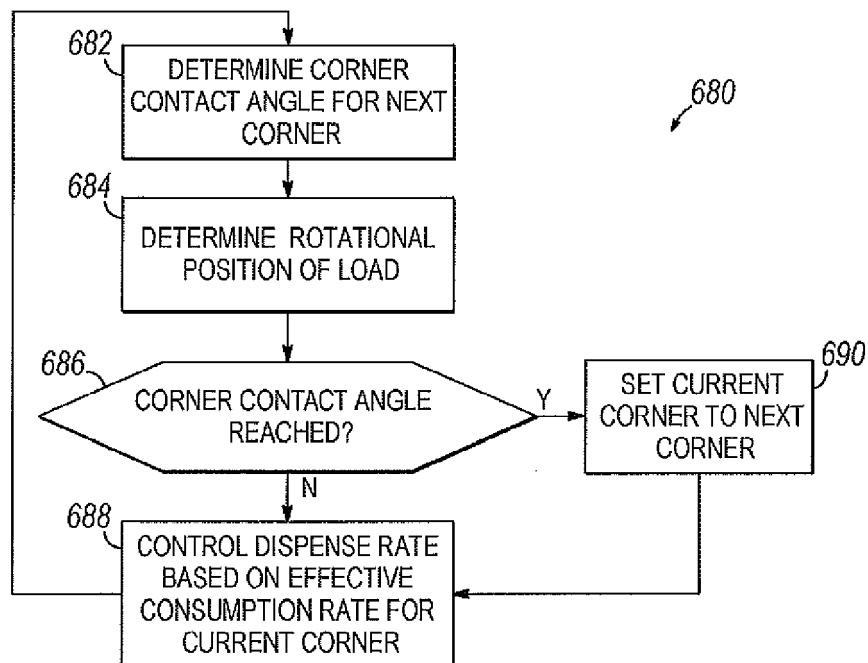 682
DETERMINE CORNER
CONTACT ANGLE FOR NEXT
CORNER
680
684
DETERMINE ROTATIONAL
POSITION OF LOAD
686
CORNER CONTACT ANGLE
REACHED?
Y
690
SET CURRENT
CORNER TO NEXT
CORNER
N
688
CONTROL DISPENSE RATE
BASED ON EFFECTIVE
CONSUMPTION RATE FOR
CURRENT CORNER